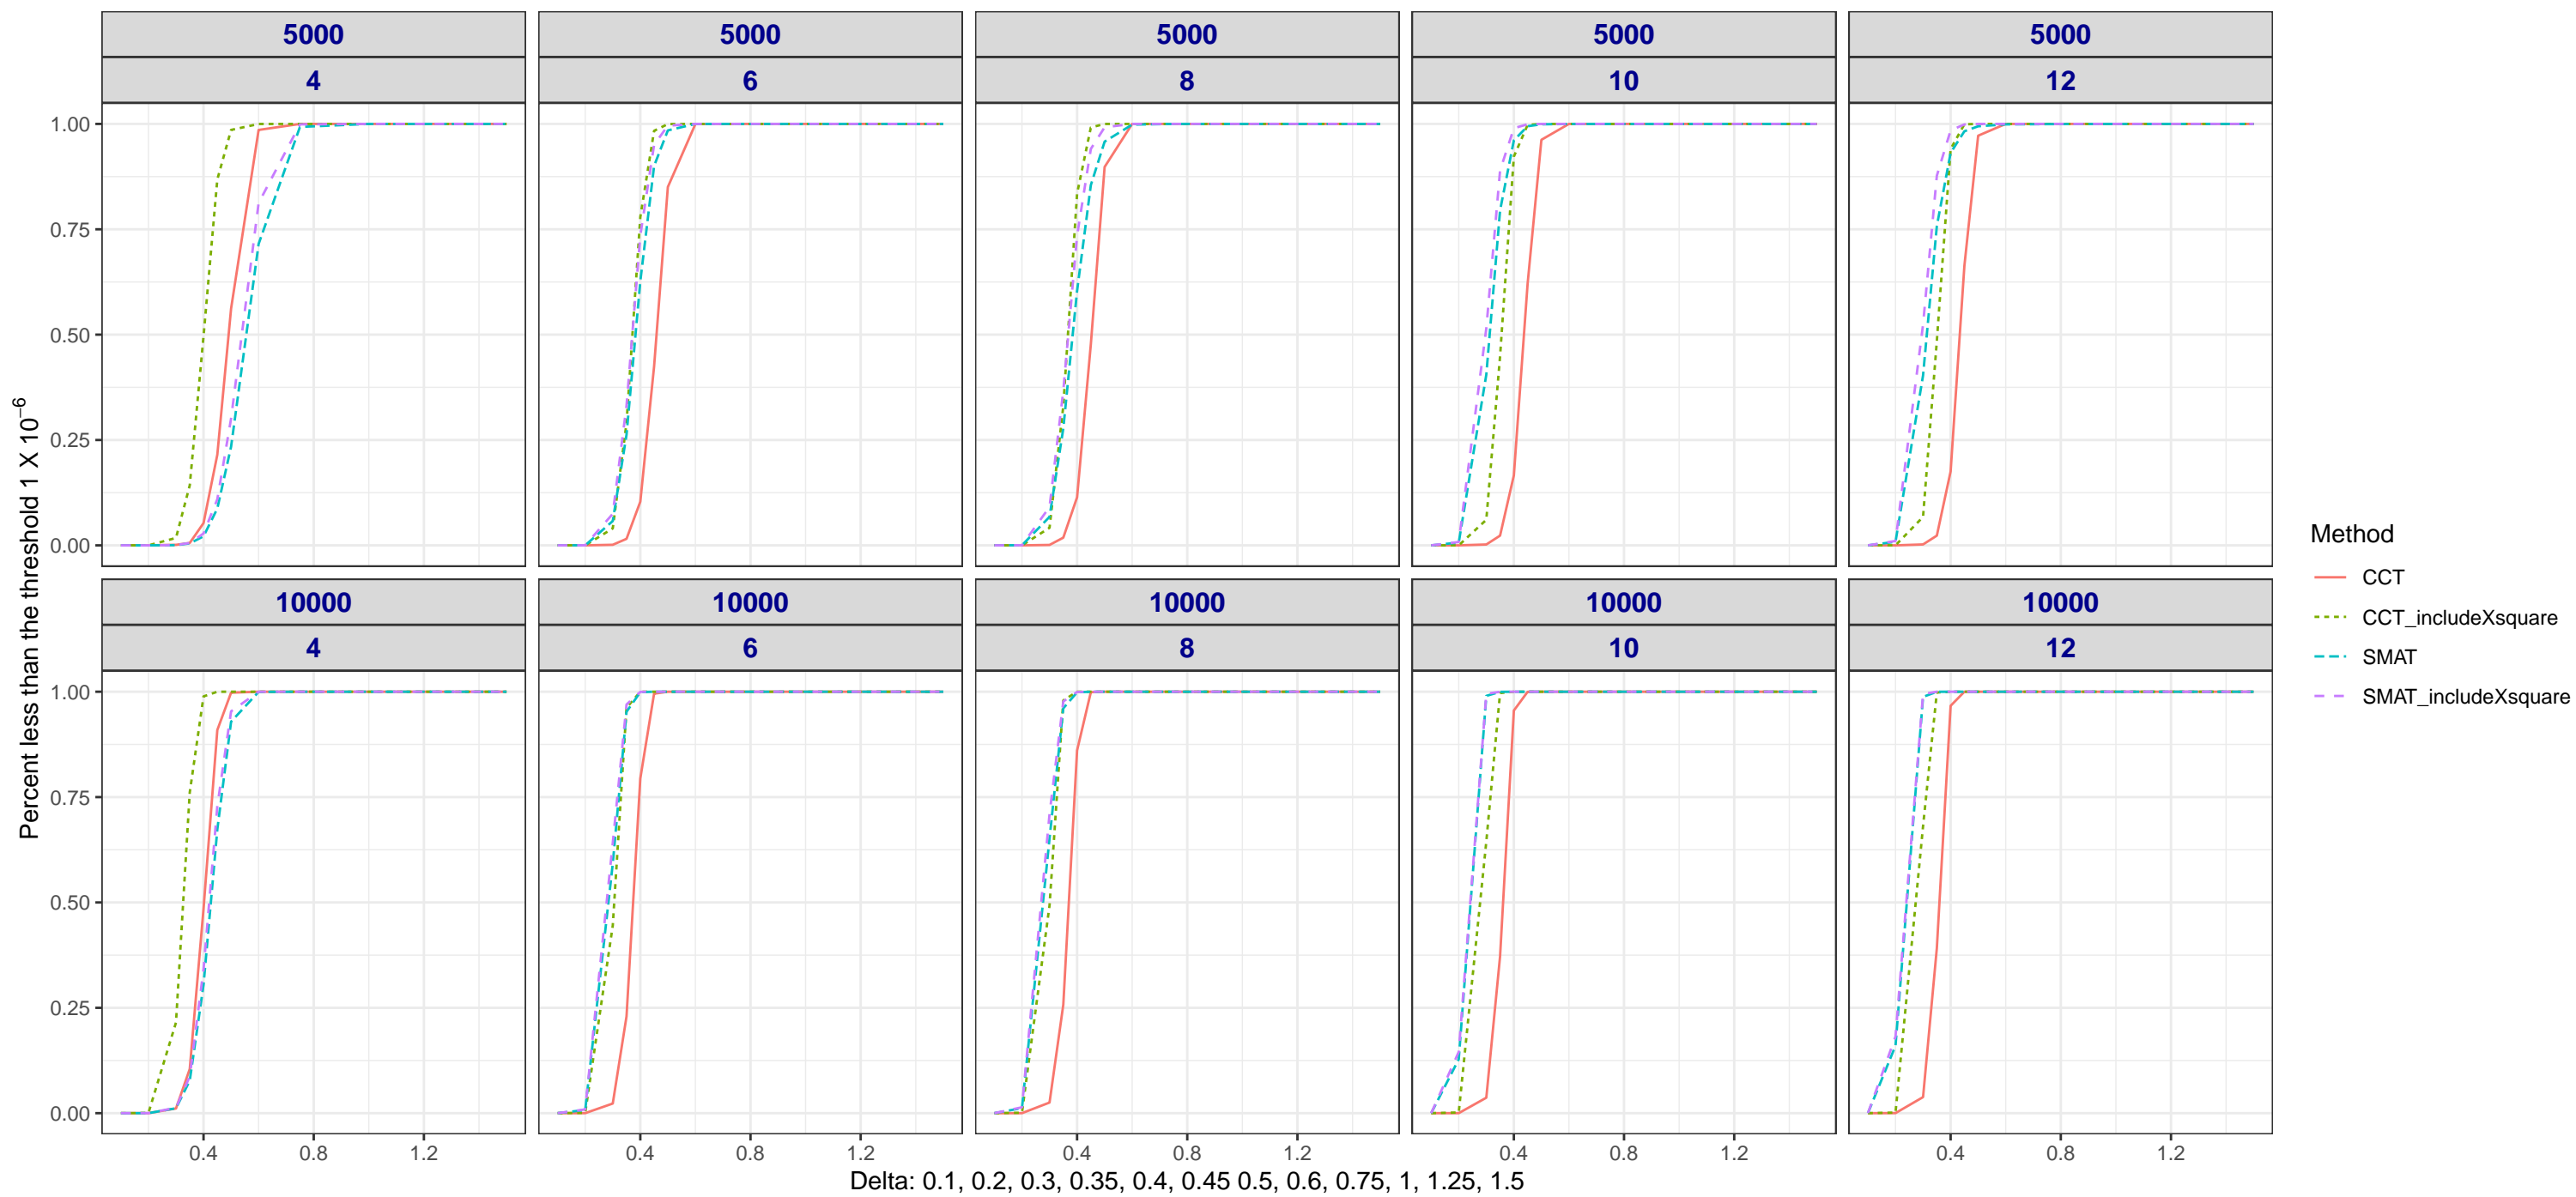 5000 5000 5000 5000 5000
4 6 8 10 12
1.00
0.75
0.50
0.25
0.00
10000 10000 10000 10000 10000
4 6 8 10 12
1.00
0.75
0.50
0.25
0.00
0.4 0.8 1.2 0.4 0.8 1.2 0.4 0.8 1.2 0.4 0.8 1.2 0.4 0.8 1.2
Delta: 0.1, 0.2, 0.3, 0.35, 0.4, 0.45 0.5, 0.6, 0.75, 1, 1.25, 1.5
Percent less than the threshold 1 X 10⁻⁶
Method
CCT
CCT_includeXsquare
SMAT
SMAT_includeXsquare